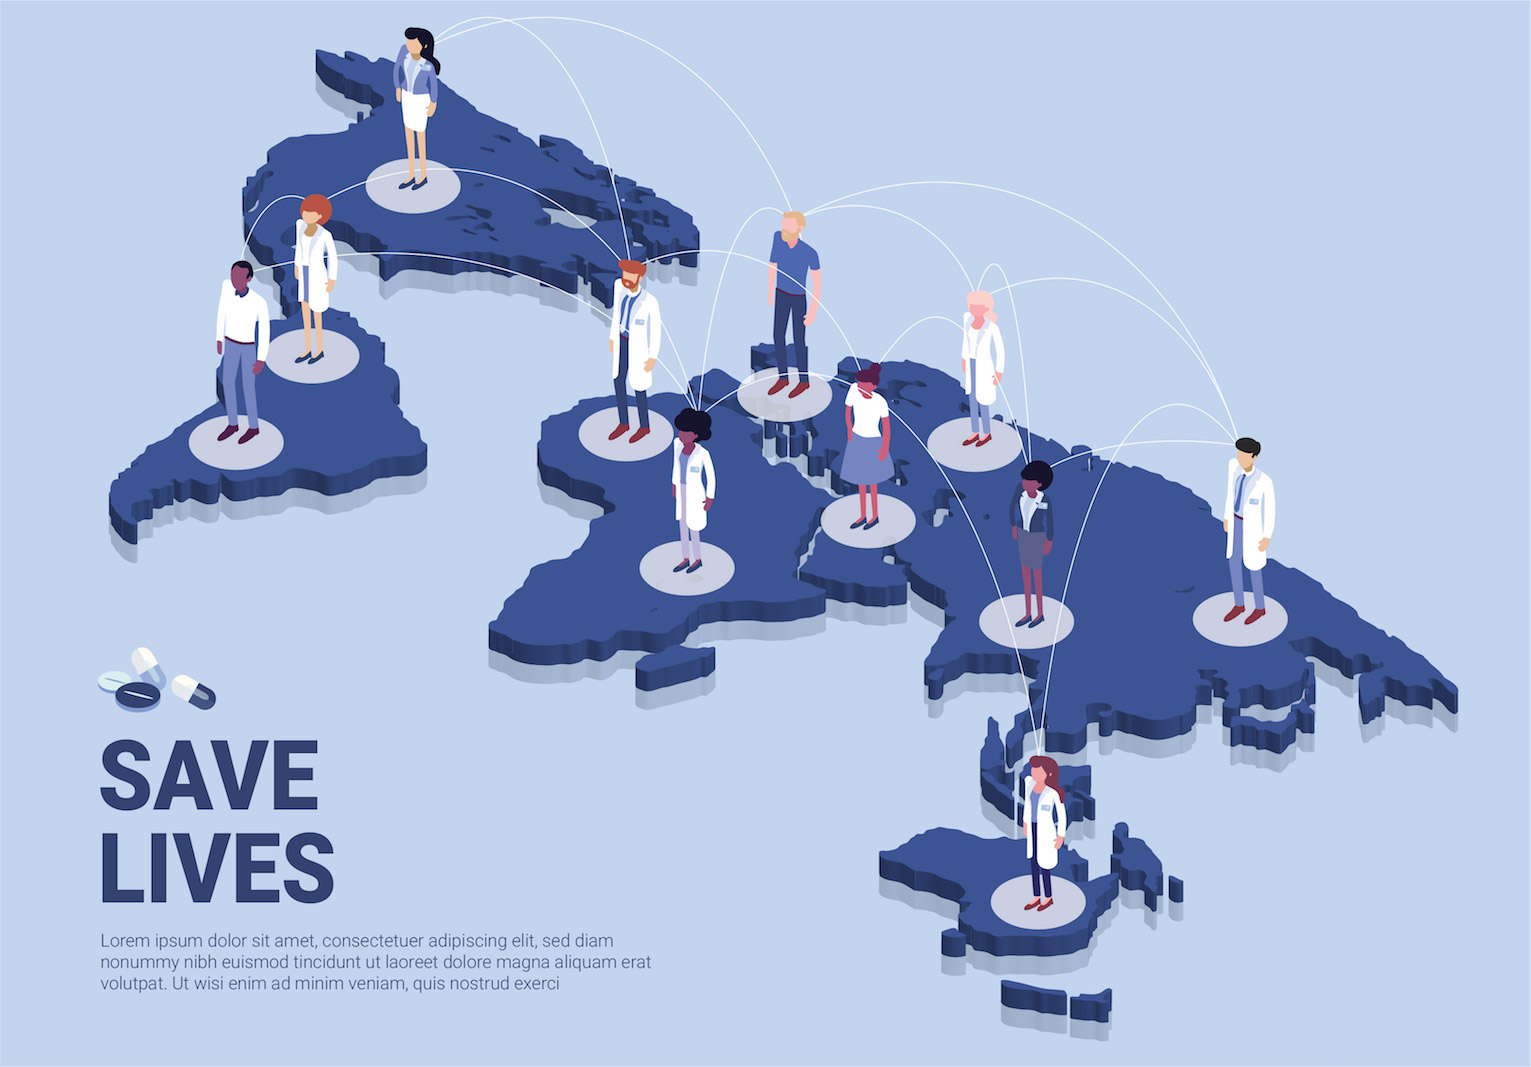 SAVE
LIVES
Lorem ipsum dolor sit amet, consectetuer adipiscing elit, sed diam
nonummy nibh euismod tincidunt ut laoreet dolore magna aliquam erat
volutpat. Ut wisi enim ad minim veniam, quis nostrud exerci